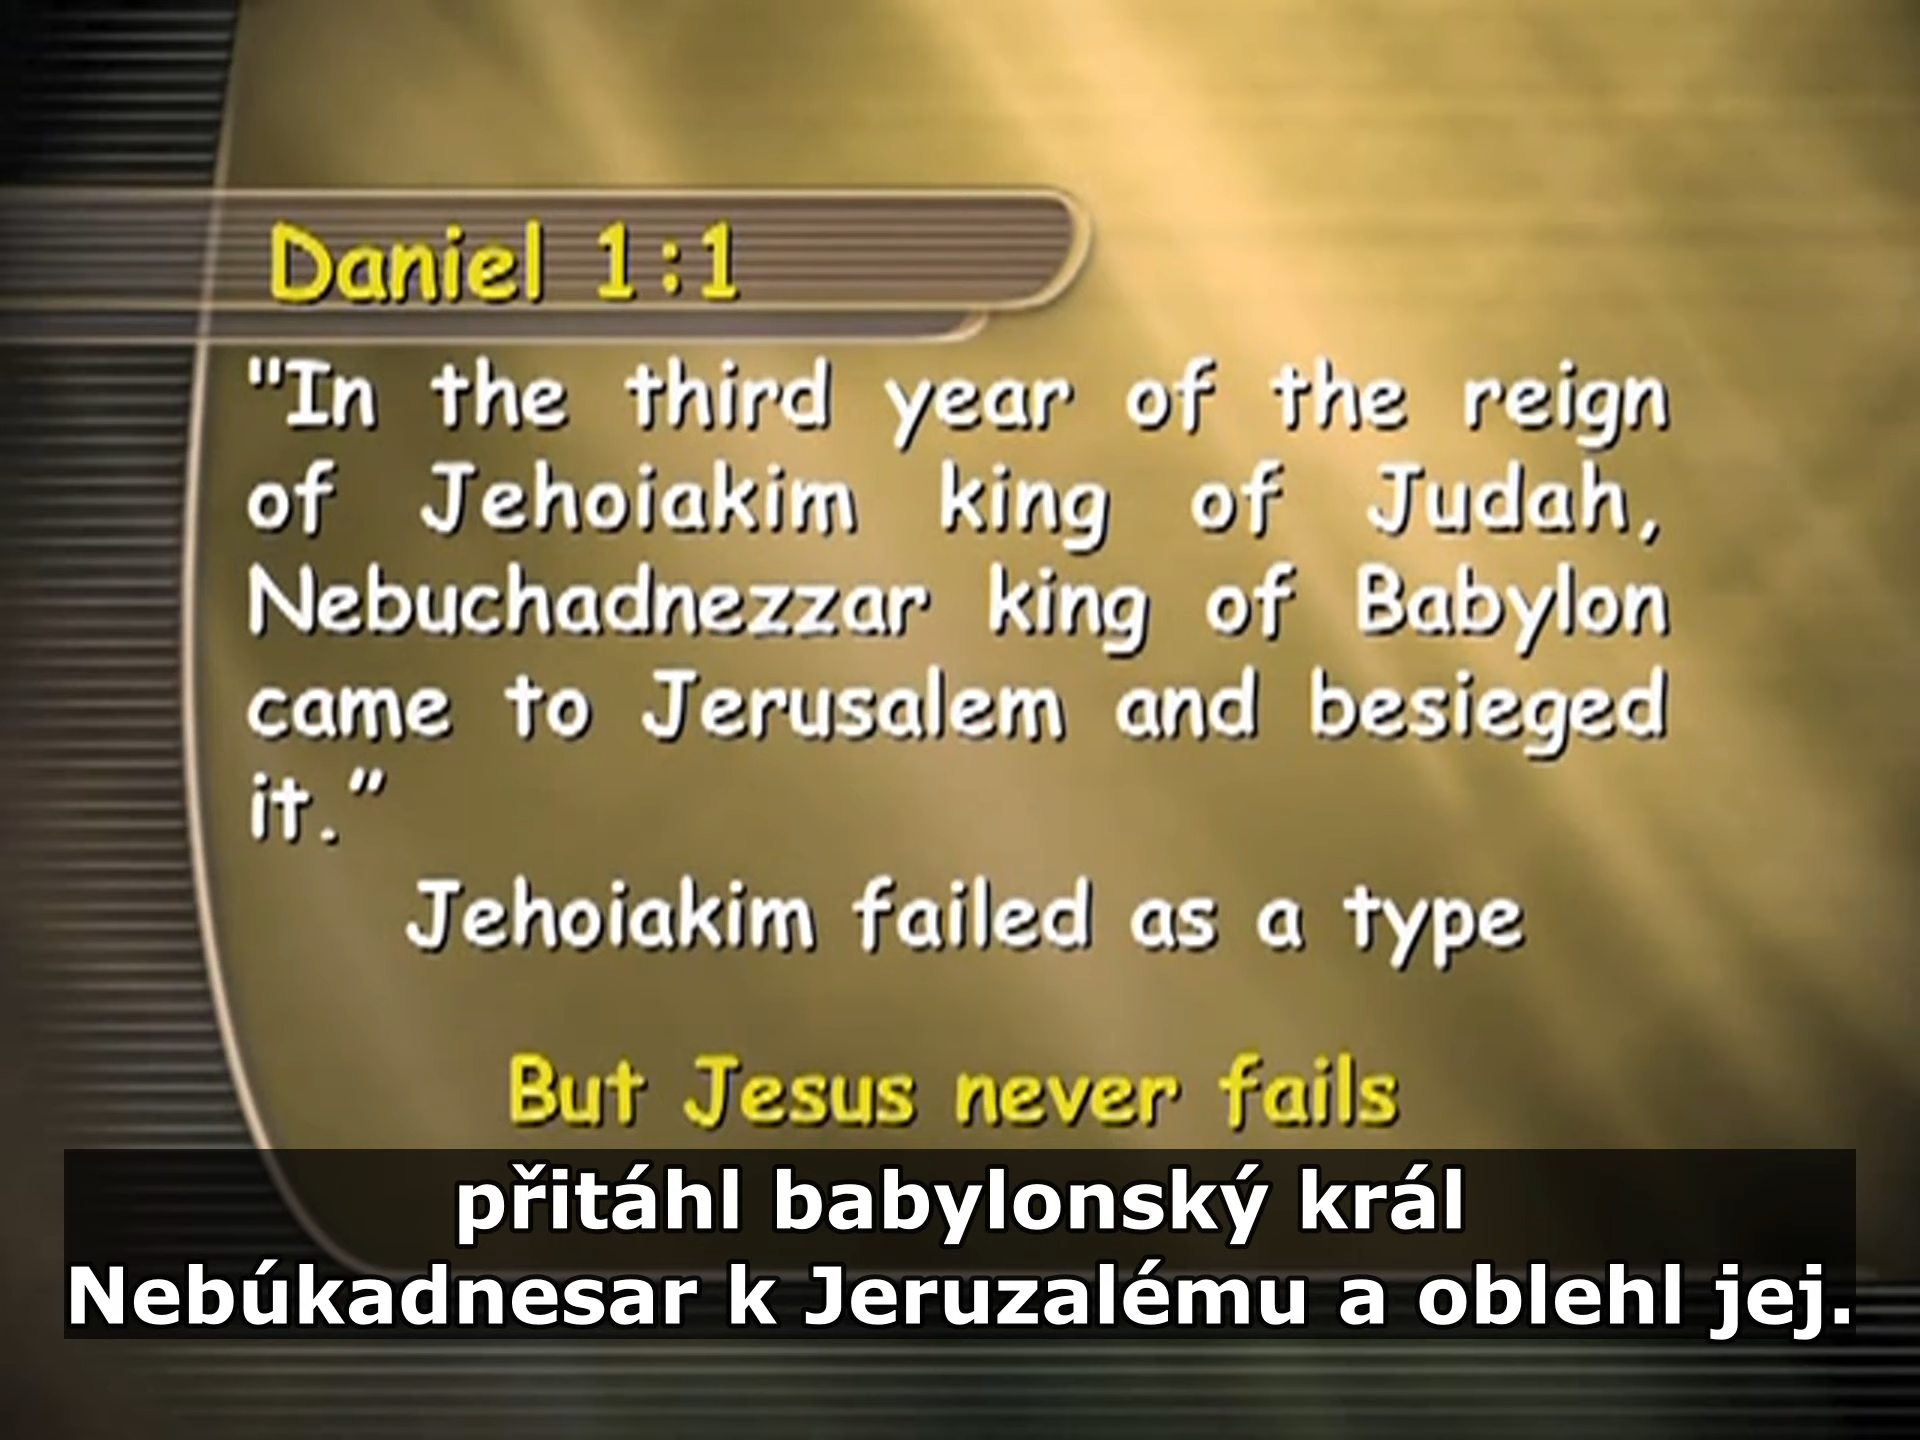 Daniel 1:1
"In the third year of the reign
of Jehoiakim king of Judah,
Nebuchadnezzar king of Babylon
came to Jerusalem and besieged
it.”
Jehoiakim failed as a type
But Jesus never fails
přitáhl babylonský král
Nebúkadnesar k Jeruzalému a oblehl jej.